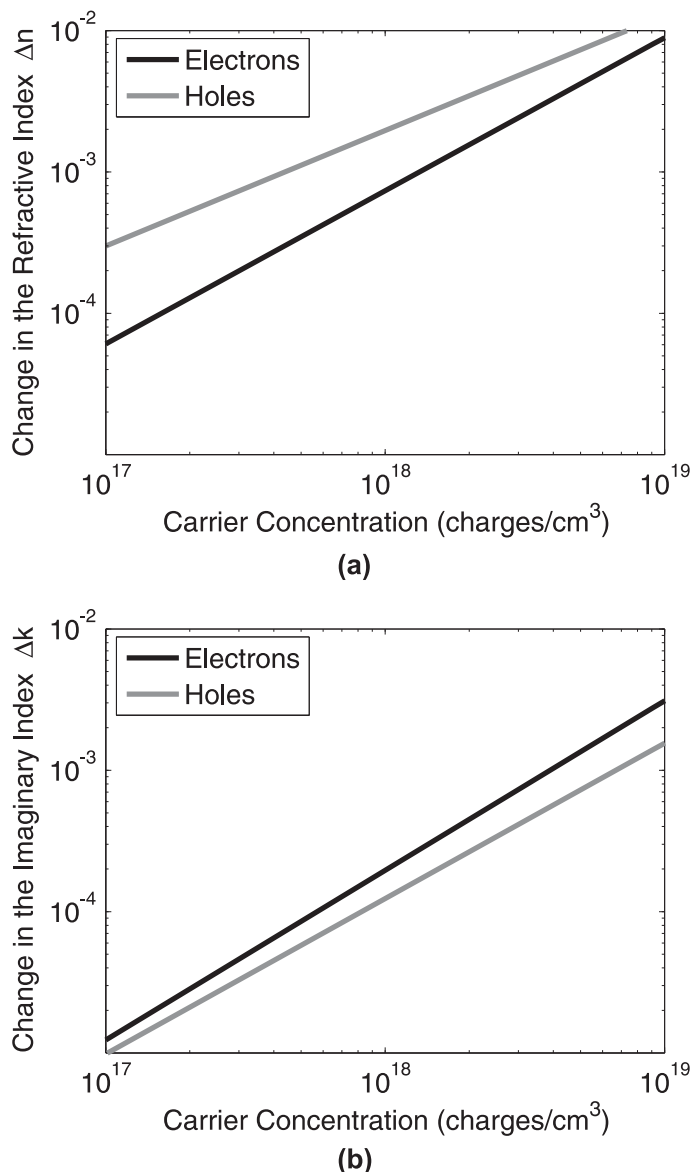 10^-2
Electrons
Holes
10^-3
10^-4
Change in the Refractive Index Δn
10^17
10^18
10^19
Carrier Concentration (charges/cm^3)
(a)
10^-2
Electrons
Holes
10^-3
10^-4
Change in the Imaginary Index Δk
10^17
10^18
10^19
Carrier Concentration (charges/cm^3)
(b)